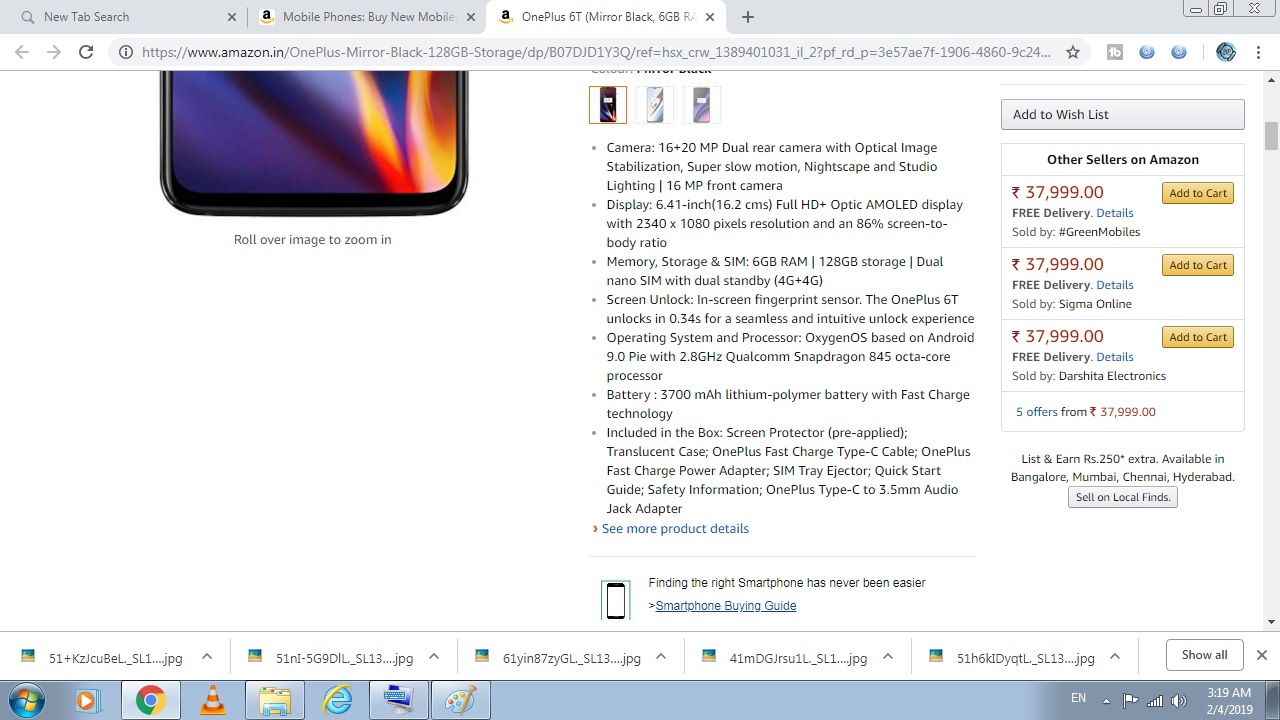 New Tab Search
Mobile Phones: Buy New Mobile
OnePlus 6T (Mirror Black, 6GB RA
https://www.amazon.in/OnePlus-Mirror-Black-128GB-Storage/dp/B07DJD1Y3Q/ref=hsx_crw_1389401031_il_2?pf_rd_p=3e57ae7f-1906-4860-9c24...
Colour: Mirror Black
Roll over image to zoom in
Camera: 16+20 MP Dual rear camera with Optical Image
Stabilization, Super slow motion, Nightscape and Studio
Lighting | 16 MP front camera
Display: 6.41-inch(16.2 cms) Full HD+ Optic AMOLED display
with 2340 x 1080 pixels resolution and an 86% screen-to-
body ratio
Memory, Storage & SIM: 6GB RAM | 128GB storage | Dual
nano SIM with dual standby (4G+4G)
Screen Unlock: In-screen fingerprint sensor. The OnePlus 6T
unlocks in 0.34s for a seamless and intuitive unlock experience
Operating System and Processor: OxygenOS based on Android
9.0 Pie with 2.8GHz Qualcomm Snapdragon 845 octa-core
processor
Battery : 3700 mAh lithium-polymer battery with Fast Charge
technology
Included in the Box: Screen Protector (pre-applied);
Translucent Case; OnePlus Fast Charge Type-C Cable; OnePlus
Fast Charge Power Adapter; SIM Tray Ejector; Quick Start
Guide; Safety Information; OnePlus Type-C to 3.5mm Audio
Jack Adapter
› See more product details
Finding the right Smartphone has never been easier
>Smartphone Buying Guide
Add to Wish List
Other Sellers on Amazon
₹ 37,999.00 Add to Cart
FREE Delivery. Details
Sold by: #GreenMobiles
₹ 37,999.00 Add to Cart
FREE Delivery. Details
Sold by: Sigma Online
₹ 37,999.00 Add to Cart
FREE Delivery. Details
Sold by: Darshita Electronics
5 offers from ₹ 37,999.00
List & Earn Rs.250* extra. Available in
Bangalore, Mumbai, Chennai, Hyderabad.
Sell on Local Finds.
51+KzJcuBeL._SL1....jpg
51nI-5G9DlL._SL13....jpg
61yin87zyGL._SL13....jpg
41mDGJrsu1L._SL1....jpg
51h6kIDyqtL._SL13....jpg
Show all
EN
3:19 AM
2/4/2019